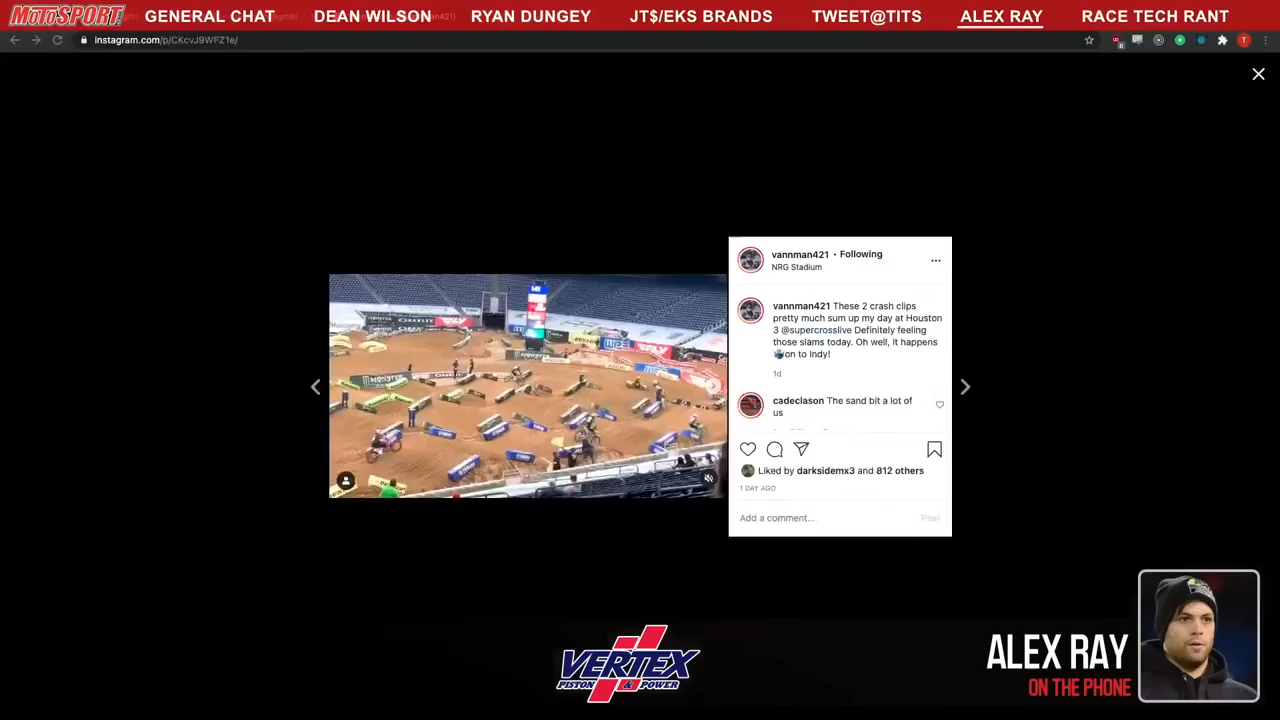 MOTOSPORT
GENERAL CHAT
DEAN WILSON
RYAN DUNGEY
JT$/EKS BRANDS
TWEET@TITS
ALEX RAY
RACE TECH RANT
instagram.com/p/CKcvJ9WFZ1e/
vannman421 • Following
NRG Stadium
vannman421 These 2 crash clips
pretty much sum up my day at Houston
3 @supercrosslive Definitely feeling
those slams today. Oh well, it happens
on to Indy!
1d
cadeclason The sand bit a lot of
us
Liked by darksidemx3 and 812 others
1 DAY AGO
Add a comment...
Post
MONSTER
VERTEX
PISTON & POWER
ALEX RAY
ON THE PHONE